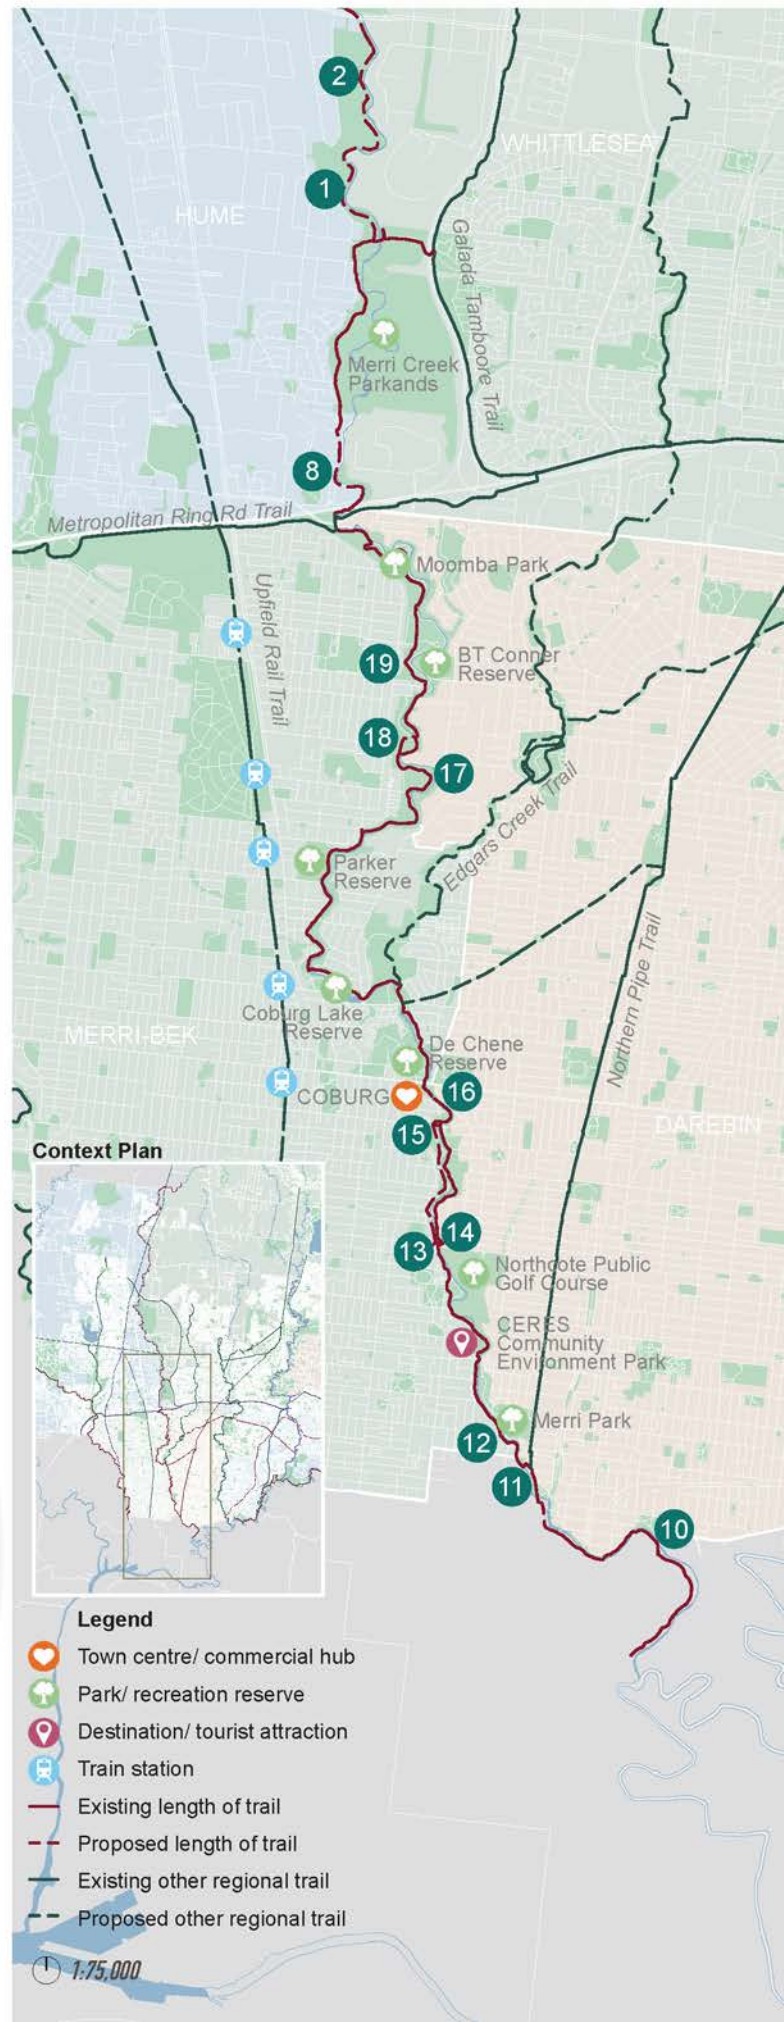 2
WHITTLESEA
1
HUME
Galada Tamboore Trail
Merri Creek
Parkands
8
Metropolitan Ring Rd Trail
Moomba Park
Upfield Rail Trail
19
BT Conner
Reserve
18
17
Edgars Creek Trail
Parker
Reserve
Northern Pipe Trail
Coburg Lake
Reserve
MERRI-BEK
De Chene
Reserve
COBURG
16
DAREBIN
15
Context Plan
14
13
Northcote Public
Golf Course
CERES
Community
Environment Park
Merri Park
12
11
10
Legend
Town centre/ commercial hub
Park/ recreation reserve
Destination/ tourist attraction
Train station
Existing length of trail
Proposed length of trail
Existing other regional trail
Proposed other regional trail
1:75,000